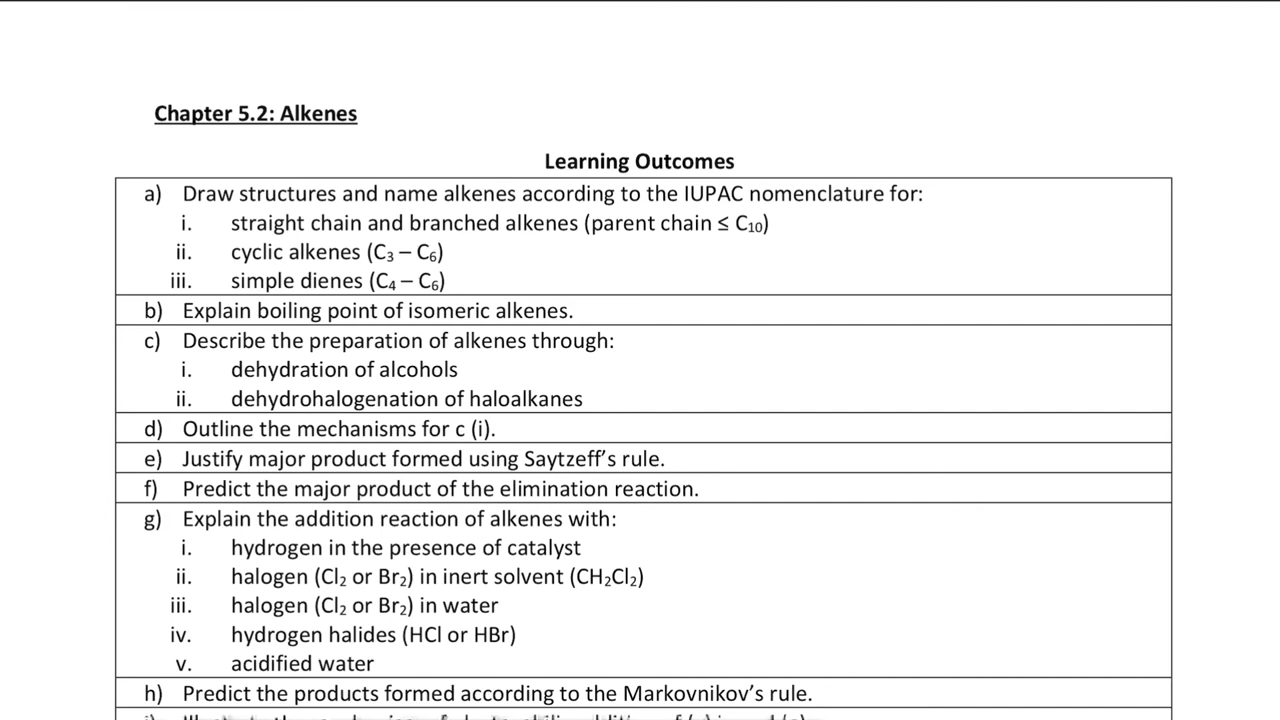 Chapter 5.2: Alkenes
Learning Outcomes
a) Draw structures and name alkenes according to the IUPAC nomenclature for:
i. straight chain and branched alkenes (parent chain ≤ C₁₀)
ii. cyclic alkenes (C₃ – C₆)
iii. simple dienes (C₄ – C₆)
b) Explain boiling point of isomeric alkenes.
c) Describe the preparation of alkenes through:
i. dehydration of alcohols
ii. dehydrohalogenation of haloalkanes
d) Outline the mechanisms for c (i).
e) Justify major product formed using Saytzeff's rule.
f) Predict the major product of the elimination reaction.
g) Explain the addition reaction of alkenes with:
i. hydrogen in the presence of catalyst
ii. halogen (Cl₂ or Br₂) in inert solvent (CH₂Cl₂)
iii. halogen (Cl₂ or Br₂) in water
iv. hydrogen halides (HCl or HBr)
v. acidified water
h) Predict the products formed according to the Markovnikov's rule.